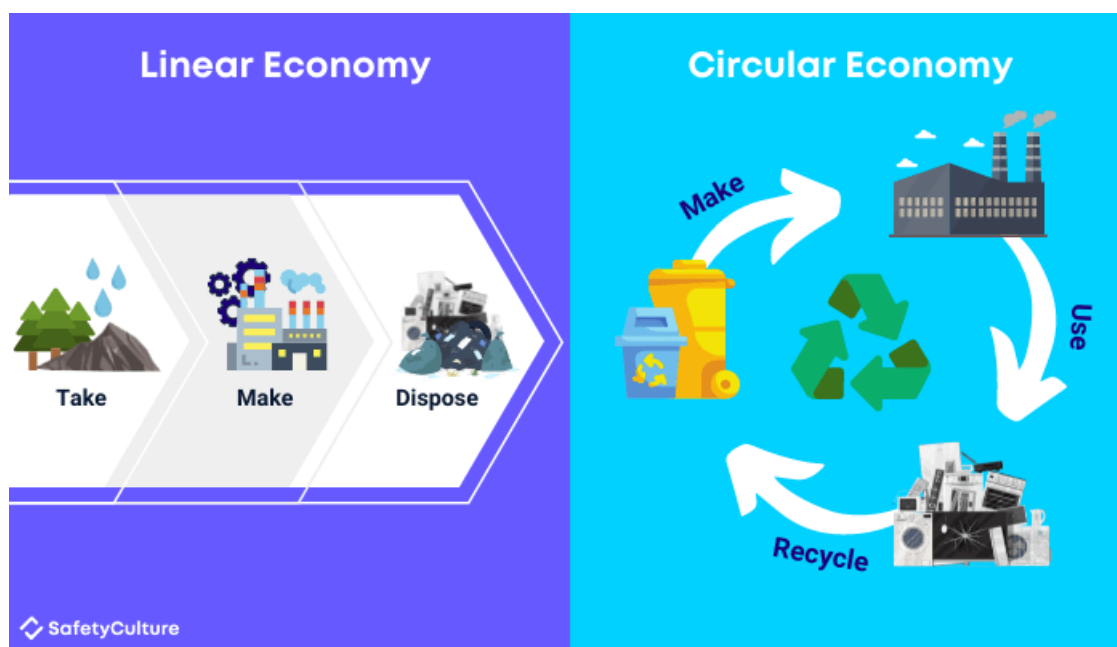 Linear Economy
Take
Make
Dispose
SafetyCulture
Circular Economy
Make
Use
Recycle